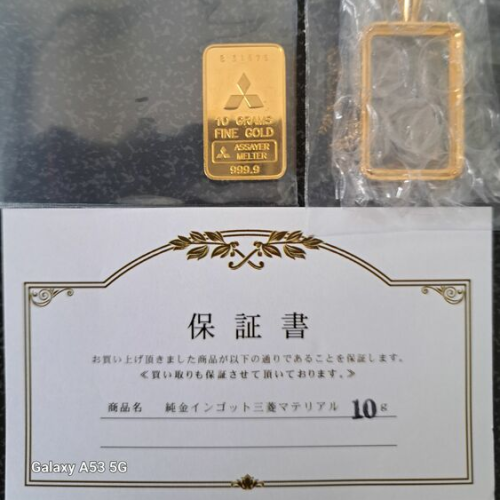 10 GRAMS
FINE GOLD
ASSAYER
MELTER
999.9
保証書
お買い上げ頂きました商品が以下の通りであることを保証します。
≪買い取りも保証させて頂いております。≫
商品名 純金インゴット三菱マテリアル 10g
Galaxy A53 5G